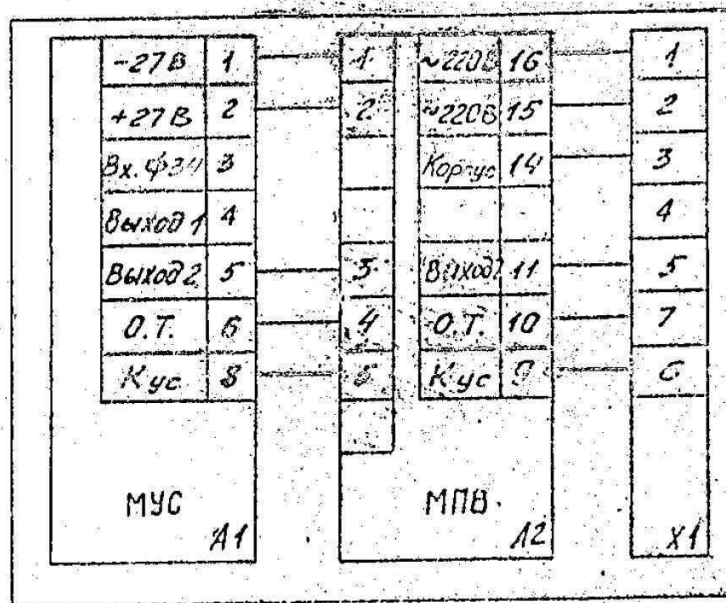 -27В 1 1 ~220В 16 1
+27В 2 2 ~220В 15 2
Вх. ФЗЧ 3 Корпус 14 3
Выход 1 4 4
Выход 2 5 3 Выход 11 5
О.Т. 6 4 О.Т. 10 7
Кус 8 5 Кус 9 6
МУС МПВ
А1 А2 Х1